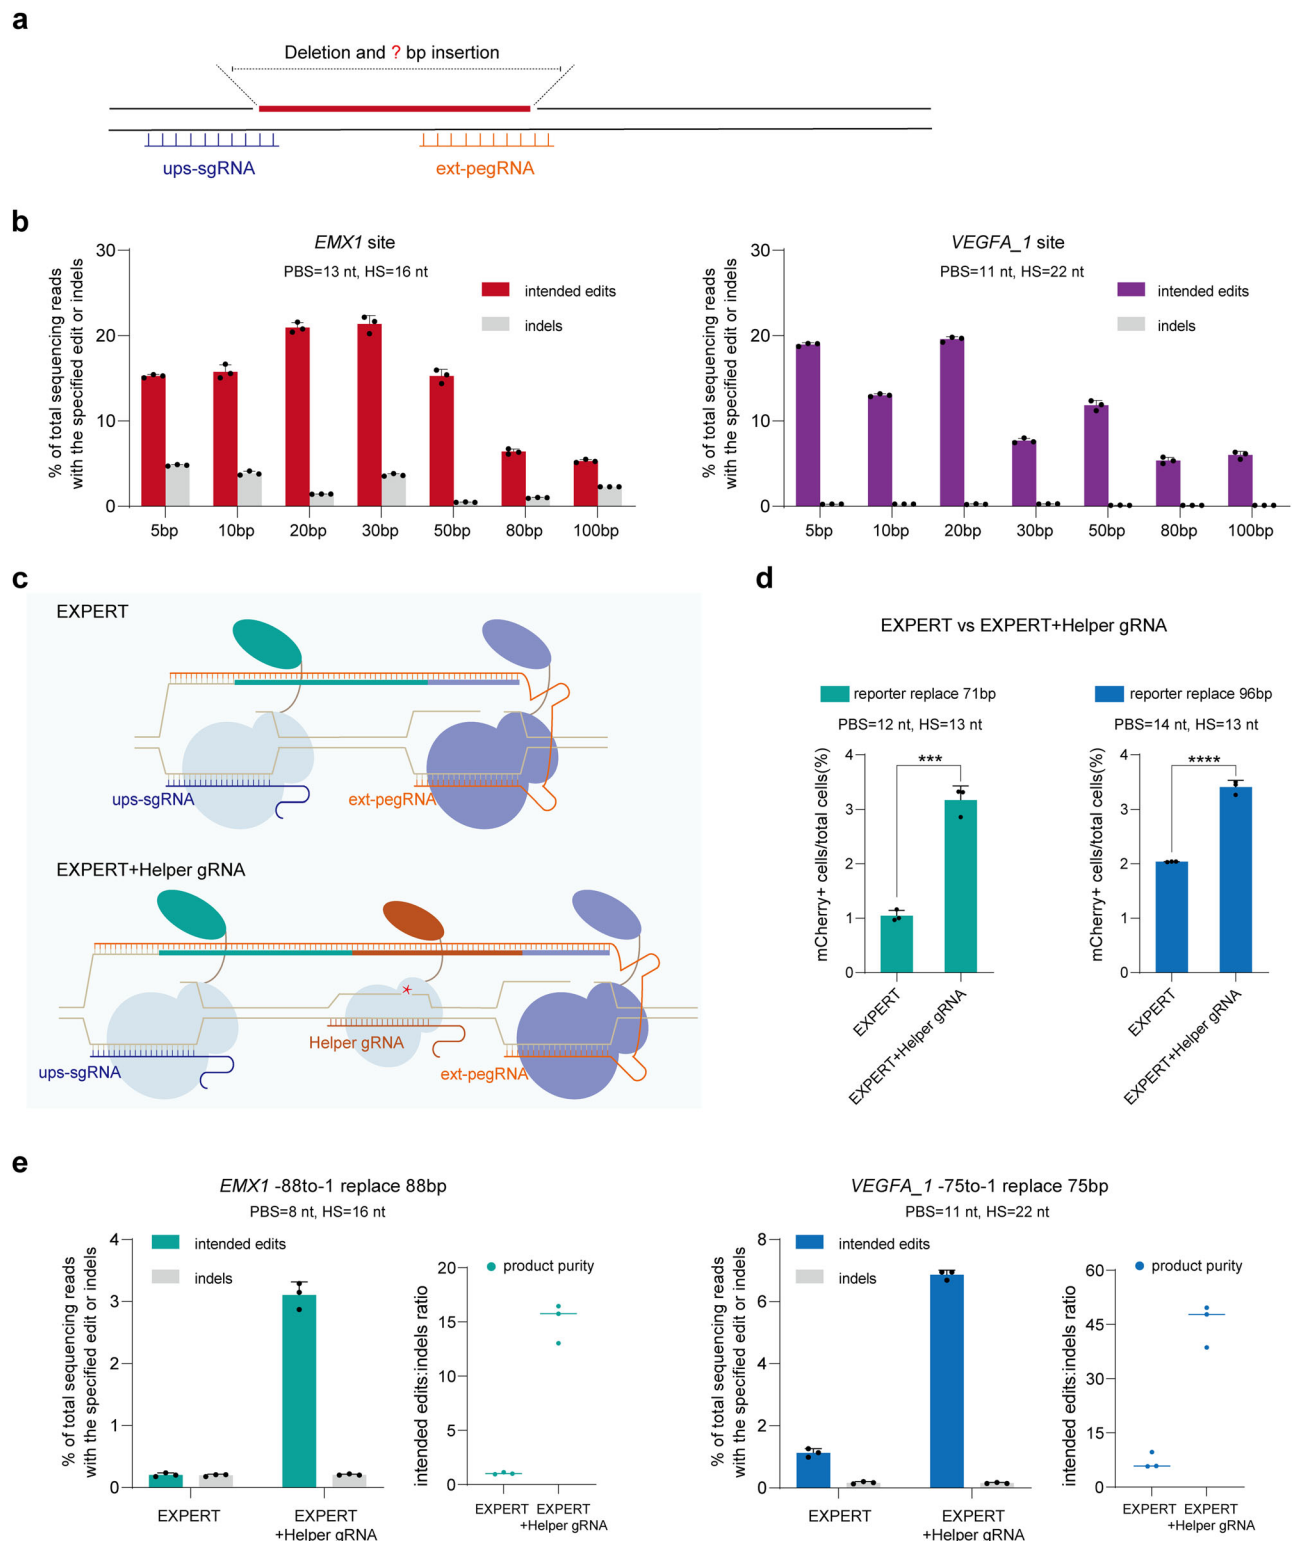 a
Deletion and ? bp insertion
ups-sgRNA
ext-pegRNA
b
EMX1 site
PBS=13 nt, HS=16 nt
intended edits
indels
% of total sequencing reads
with the specified edit or indels
30
20
10
0
5bp
10bp
20bp
30bp
50bp
80bp
100bp
VEGFA_1 site
PBS=11 nt, HS=22 nt
intended edits
indels
% of total sequencing reads
with the specified edit or indels
30
20
10
0
5bp
10bp
20bp
30bp
50bp
80bp
100bp
c
EXPERT
ups-sgRNA
ext-pegRNA
EXPERT+Helper gRNA
*
Helper gRNA
ups-sgRNA
ext-pegRNA
d
EXPERT vs EXPERT+Helper gRNA
reporter replace 71bp
PBS=12 nt, HS=13 nt
mCherry+ cells/total cells(%)
4
3
2
1
0
***
EXPERT
EXPERT+Helper gRNA
reporter replace 96bp
PBS=14 nt, HS=13 nt
mCherry+ cells/total cells(%)
4
3
2
1
0
****
EXPERT
EXPERT+Helper gRNA
e
EMX1 -88to-1 replace 88bp
PBS=8 nt, HS=16 nt
intended edits
indels
% of total sequencing reads
with the specified edit or indels
4
3
2
1
0
EXPERT
EXPERT
+Helper gRNA
product purity
intended edits:indels ratio
20
15
10
5
0
EXPERT
EXPERT
+Helper gRNA
VEGFA_1 -75to-1 replace 75bp
PBS=11 nt, HS=22 nt
intended edits
indels
% of total sequencing reads
with the specified edit or indels
8
6
4
2
0
EXPERT
EXPERT
+Helper gRNA
product purity
intended edits:indels ratio
60
45
30
15
0
EXPERT
EXPERT
+Helper gRNA